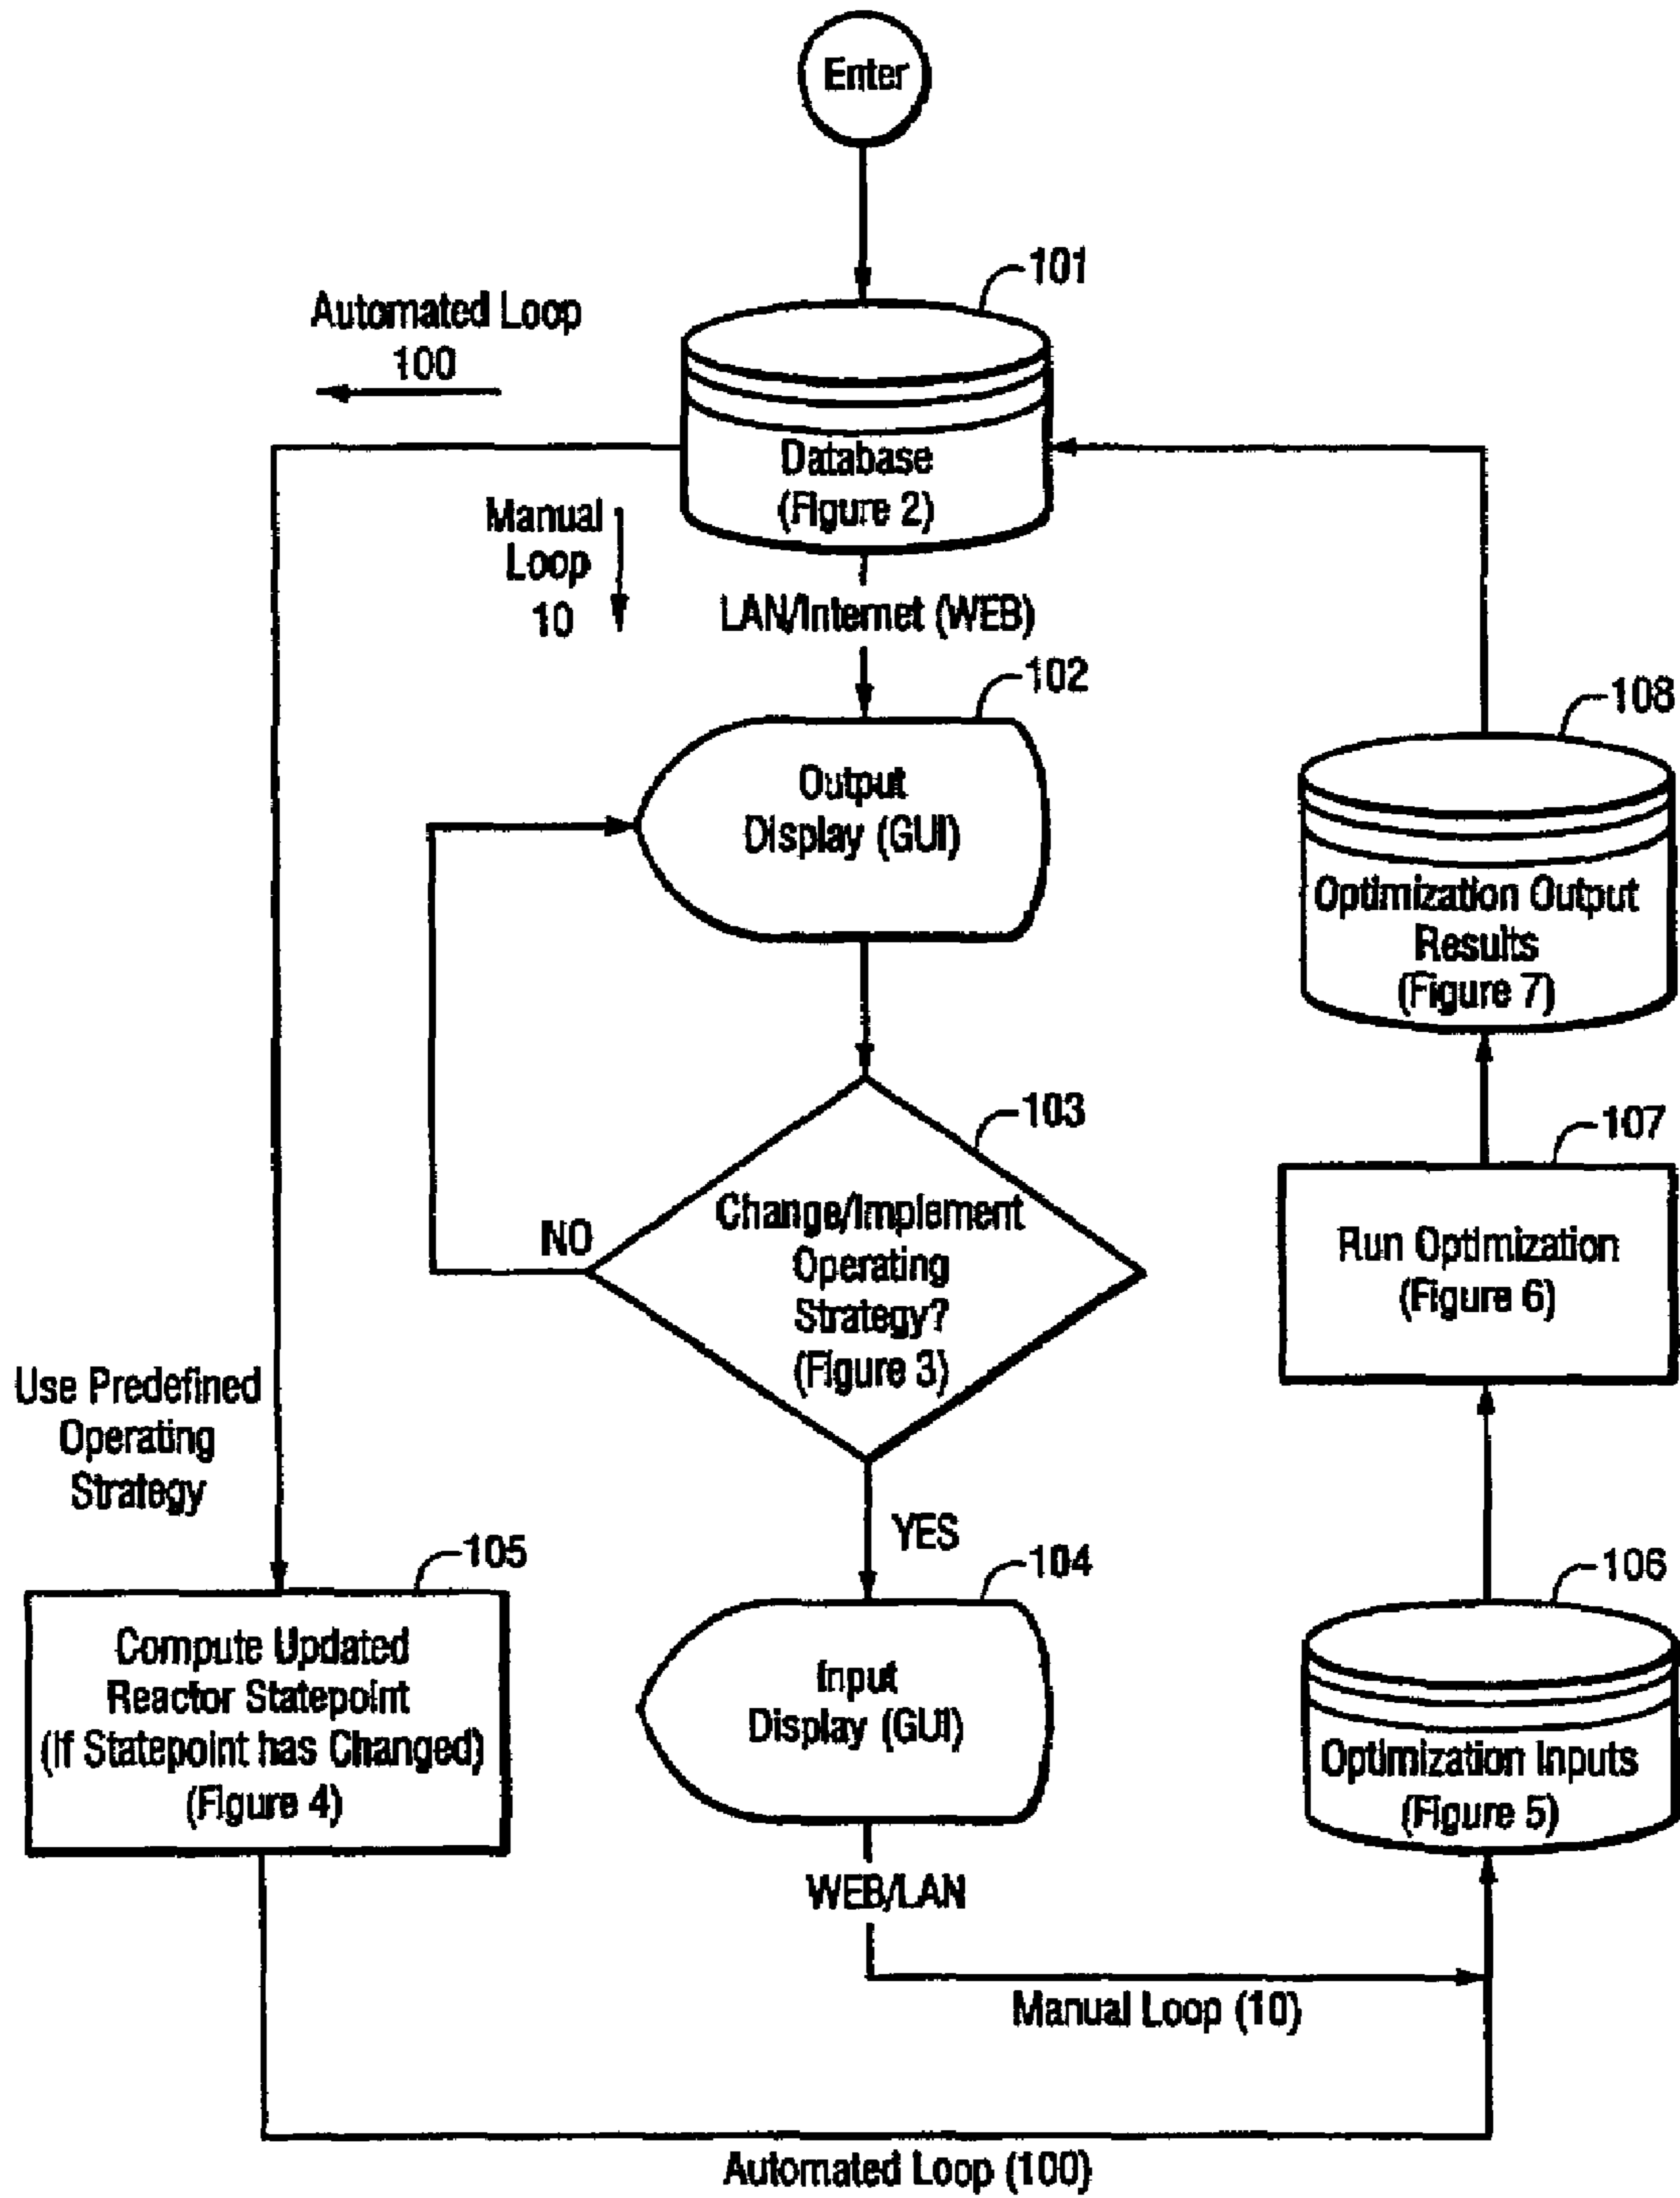 Enter
101
Automated Loop
100
Database
(Figure 2)
Manual
Loop
10
LAN/Internet (WEB)
102
Output
Display (GUI)
108
Optimization Output
Results
(Figure 7)
103
Change/Implement
Operating
Strategy?
(Figure 3)
NO
107
Run Optimization
(Figure 6)
Use Predefined
Operating
Strategy
YES
105
Compute Updated
Reactor Statepoint
(If Statepoint has Changed)
(Figure 4)
104
Input
Display (GUI)
106
Optimization Inputs
(Figure 5)
WEB/LAN
Manual Loop (10)
Automated Loop (100)